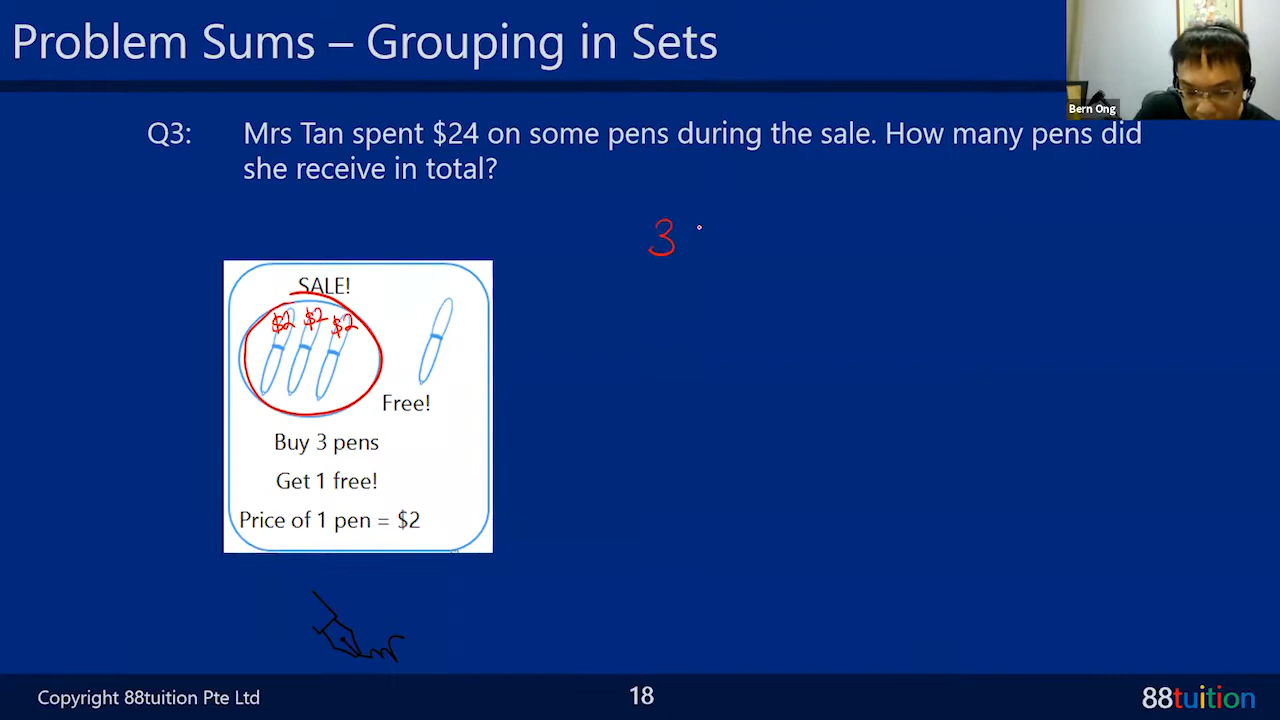 Problem Sums – Grouping in Sets
Bern Ong
Q3: Mrs Tan spent $24 on some pens during the sale. How many pens did
she receive in total?
3
SALE!
$2 $2 $2
Free!
Buy 3 pens
Get 1 free!
Price of 1 pen = $2
Copyright 88tuition Pte Ltd
18
88tuition